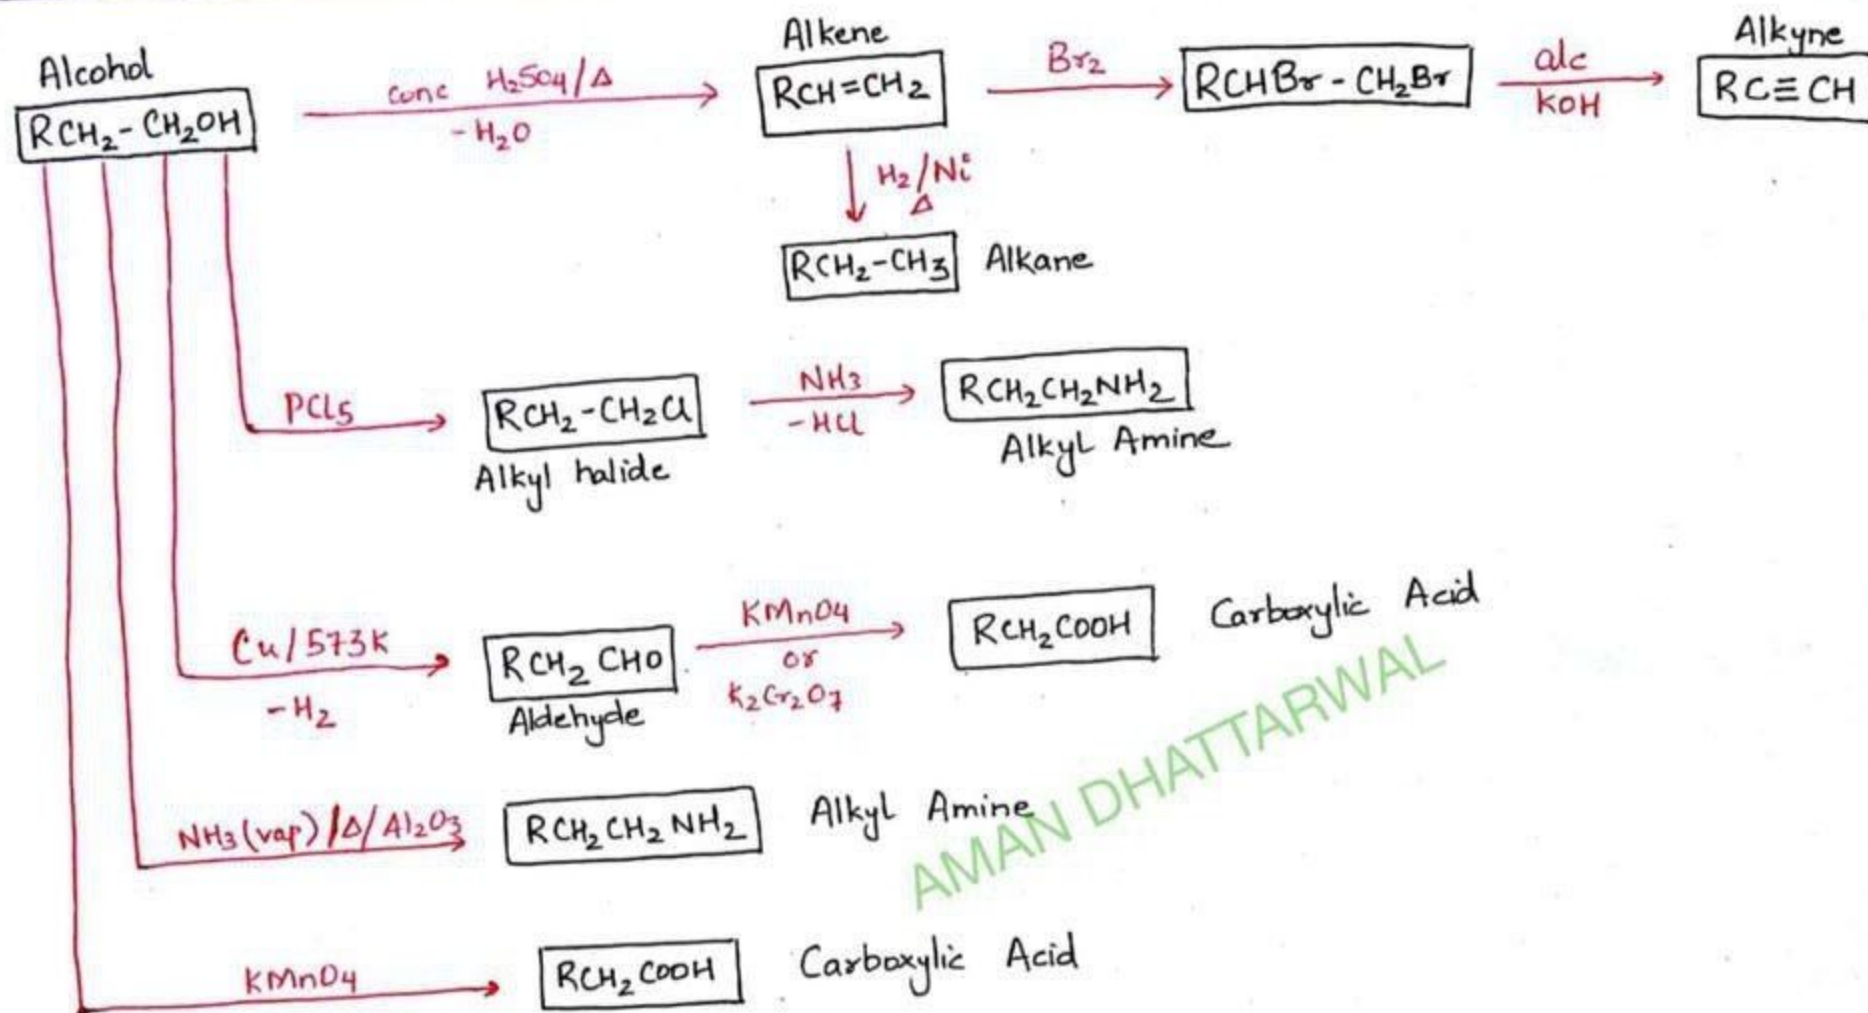 Alcohol
RCH₂-CH₂OH
conc H₂SO₄/Δ
-H₂O
Alkene
RCH=CH₂
Br₂
RCHBr-CH₂Br
alc
KOH
Alkyne
RC≡CH
H₂/Ni
Δ
RCH₂-CH₃ Alkane
PCl₅
RCH₂-CH₂Cl
Alkyl halide
NH₃
-HCl
RCH₂CH₂NH₂
Alkyl Amine
Cu/573K
-H₂
RCH₂ CHO
Aldehyde
KMnO₄
or
K₂Cr₂O₇
RCH₂COOH Carboxylic Acid
NH₃(vap)/Δ/Al₂O₃
RCH₂CH₂NH₂ Alkyl Amine
AMAN DHATTARWAL
KMnO₄
RCH₂COOH Carboxylic Acid